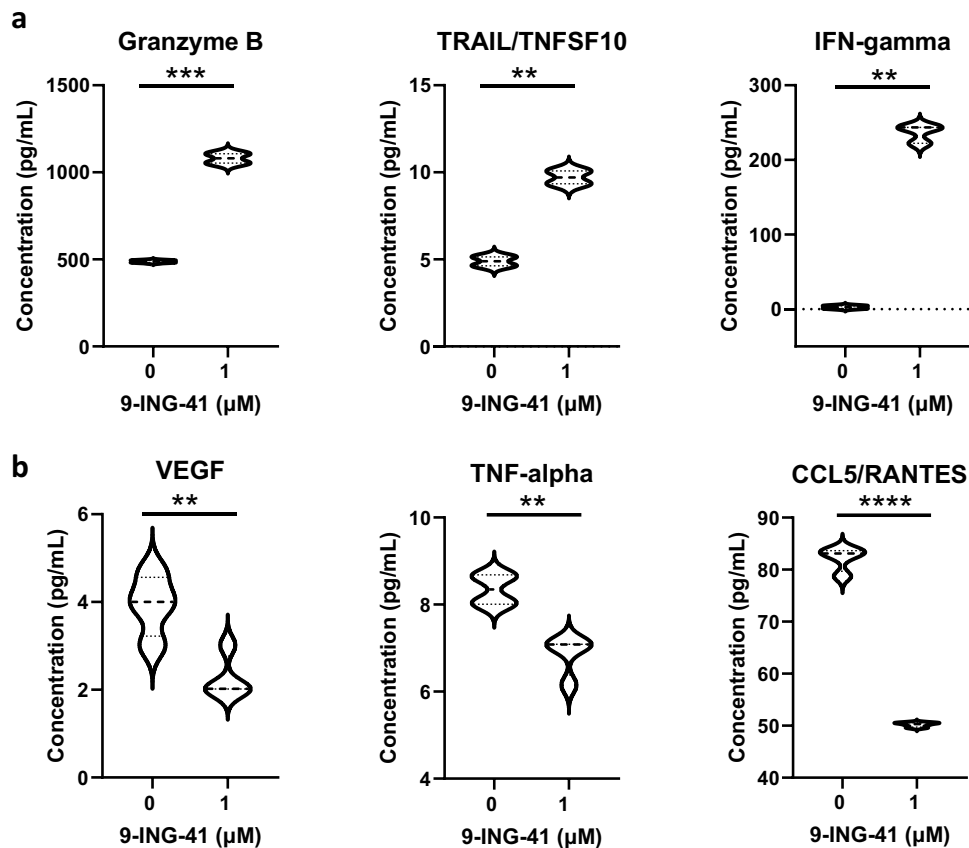 a
Granzyme B
***
Concentration (pg/mL)
1500
1000
500
0
0 1
9-ING-41 (µM)
TRAIL/TNFSF10
**
Concentration (pg/mL)
15
10
5
0
0 1
9-ING-41 (µM)
IFN-gamma
**
Concentration (pg/mL)
300
200
100
0
0 1
9-ING-41 (µM)
b
VEGF
**
Concentration (pg/mL)
6
4
2
0
0 1
9-ING-41 (µM)
TNF-alpha
**
Concentration (pg/mL)
10
8
6
4
0 1
9-ING-41 (µM)
CCL5/RANTES
****
Concentration (pg/mL)
90
80
70
60
50
40
0 1
9-ING-41 (µM)